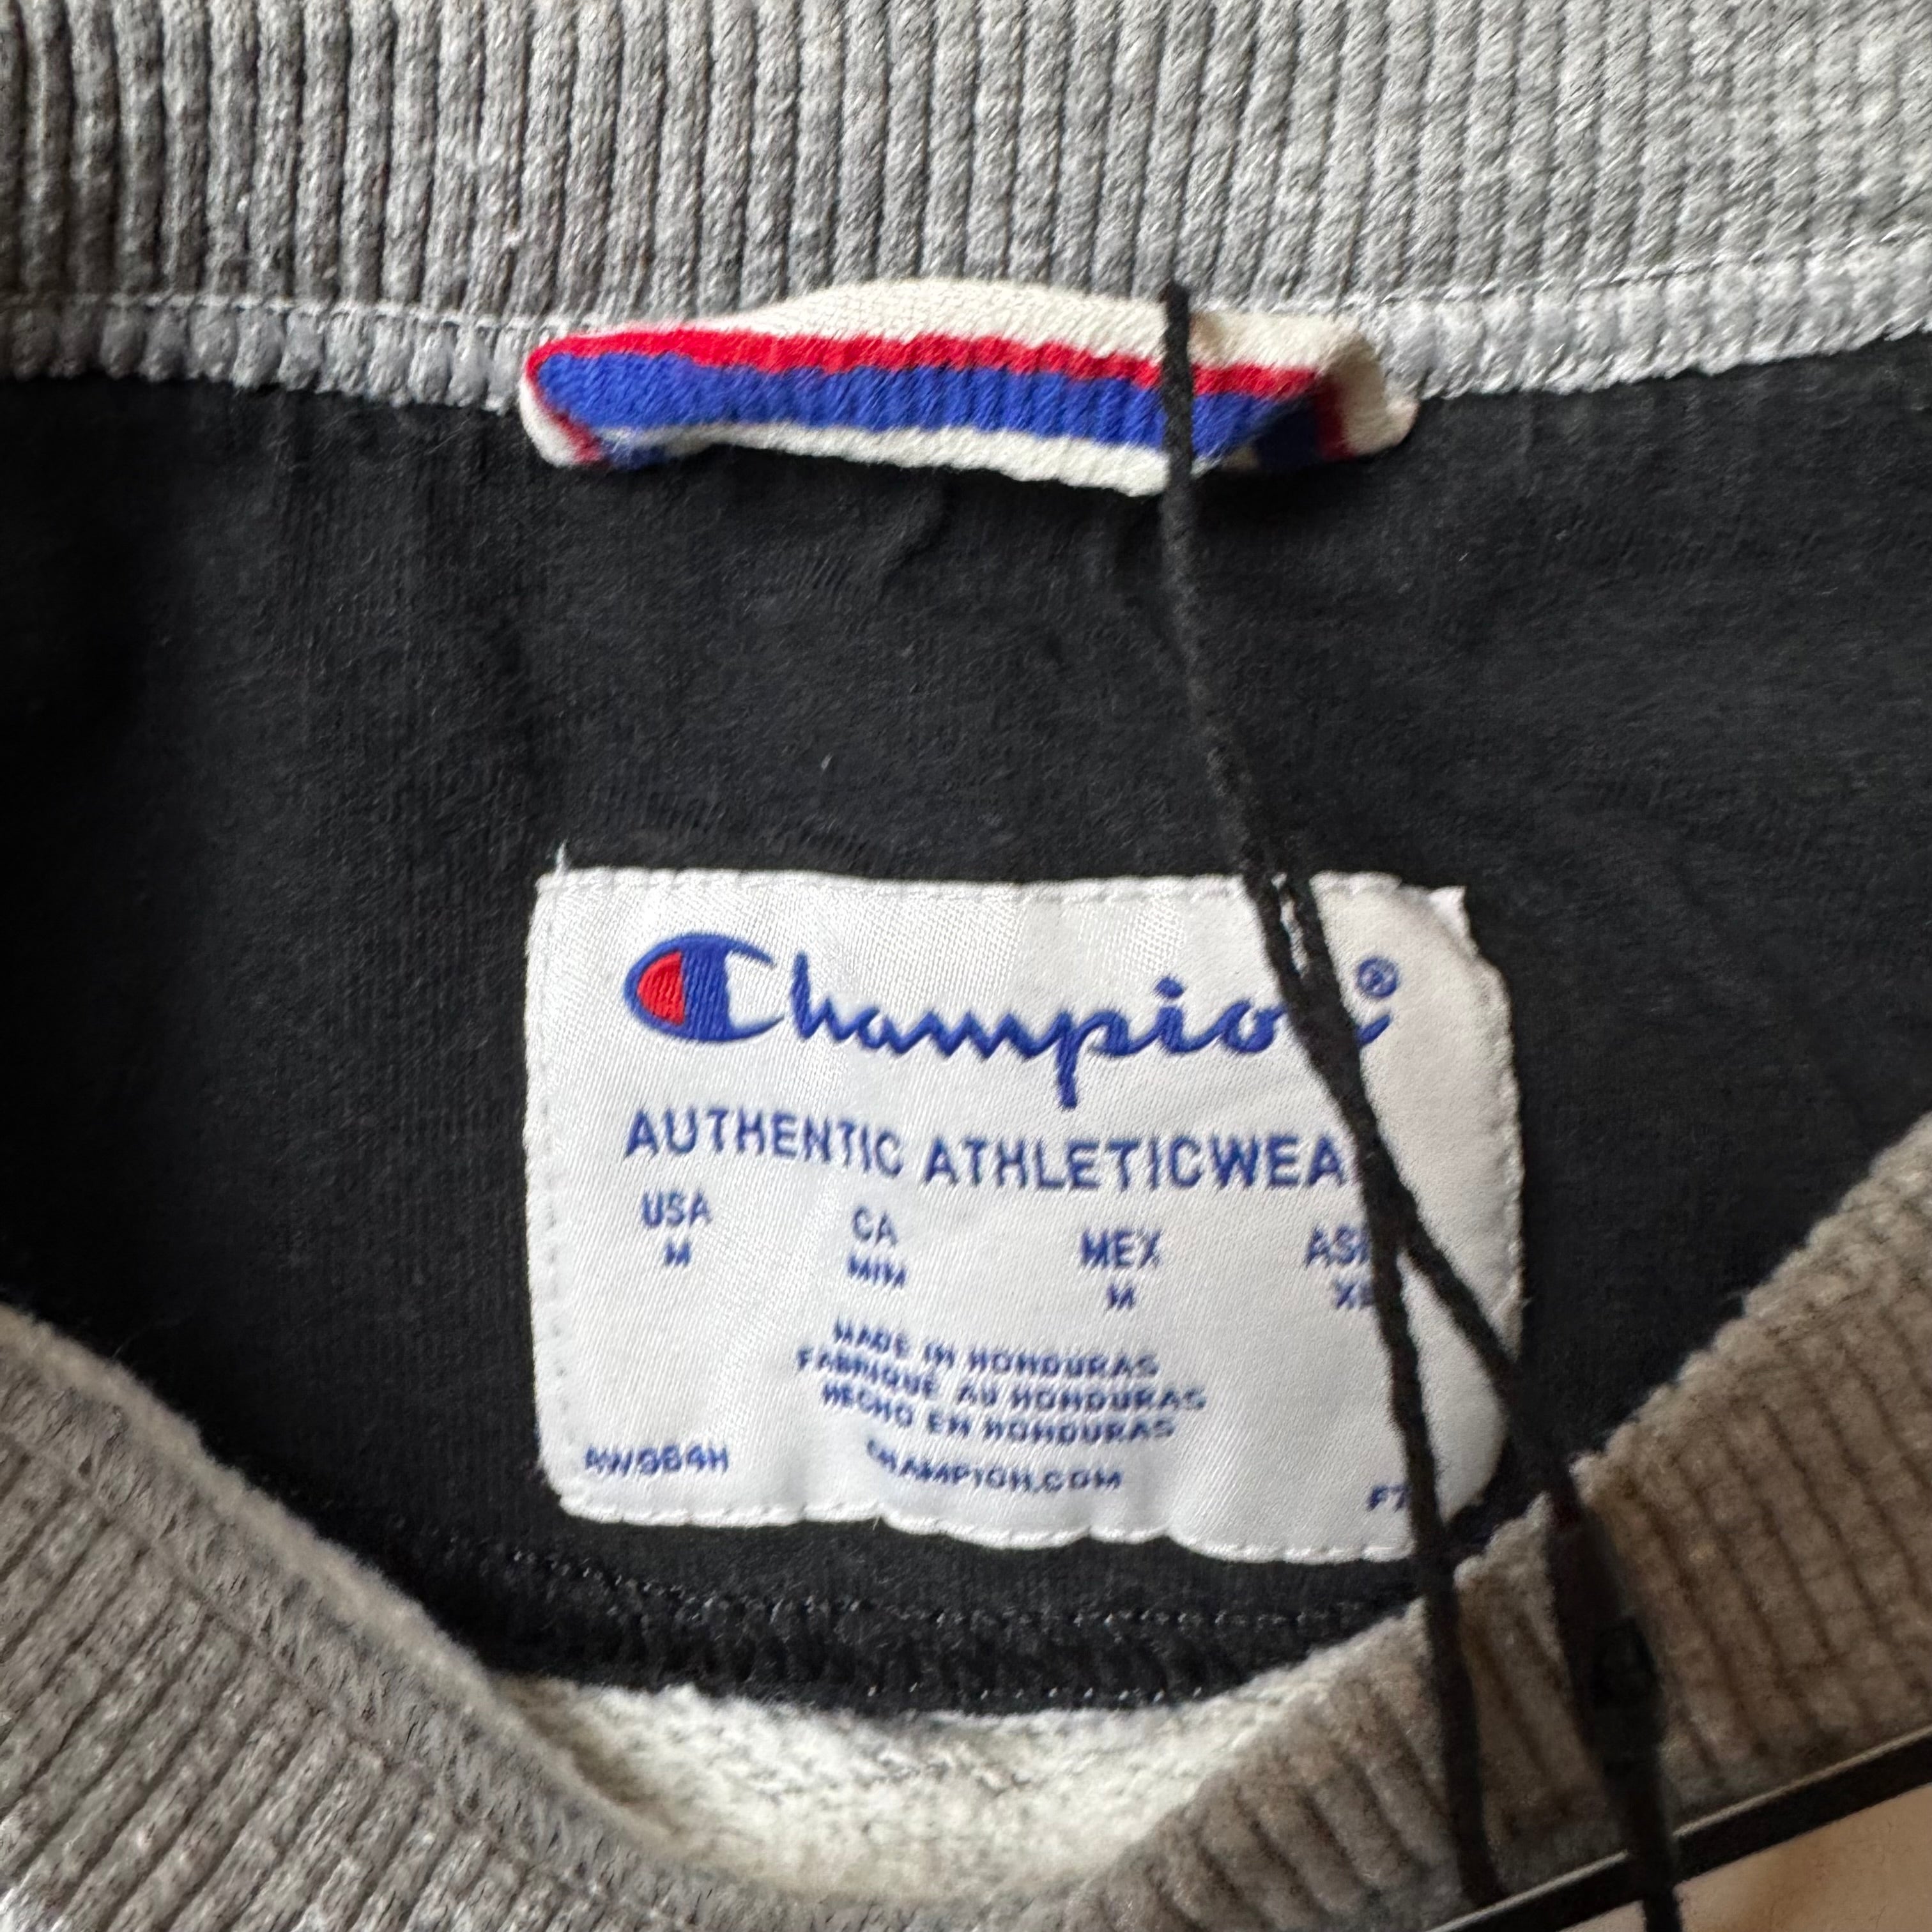 Champion®
AUTHENTIC ATHLETICWEA
USA CA MEX
M M/M M
MADE IN HONDURAS
FABRIQUÉ AU HONDURAS
HECHO EN HONDURAS
CHAMPION.COM